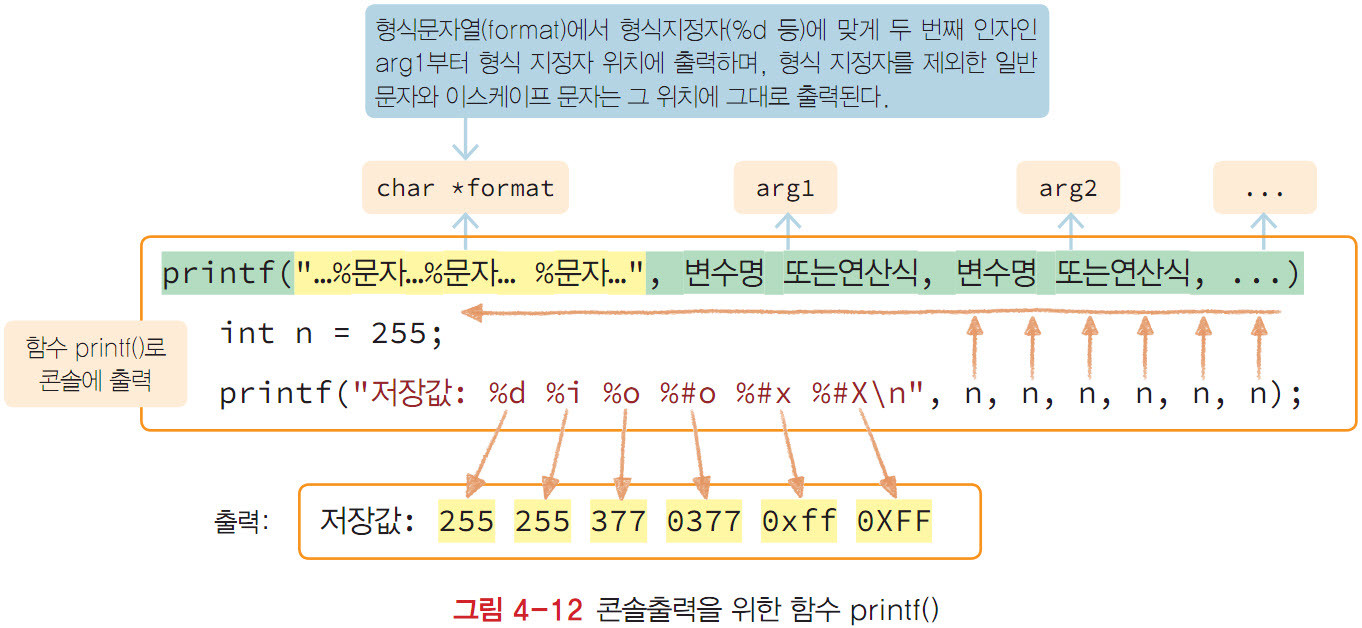 형식문자열(format)에서 형식지정자(%d 등)에 맞게 두 번째 인자인
arg1부터 형식 지정자 위치에 출력하며, 형식 지정자를 제외한 일반
문자와 이스케이프 문자는 그 위치에 그대로 출력된다.
char *format
arg1
arg2
...
printf("…%문자…%문자… %문자…", 변수명 또는연산식, 변수명 또는연산식, ...)
int n = 255;
함수 printf()로
콘솔에 출력
printf("저장값: %d %i %o %#o %#x %#X\n", n, n, n, n, n, n);
출력:
저장값: 255 255 377 0377 0xff 0XFF
그림 4-12 콘솔출력을 위한 함수 printf()